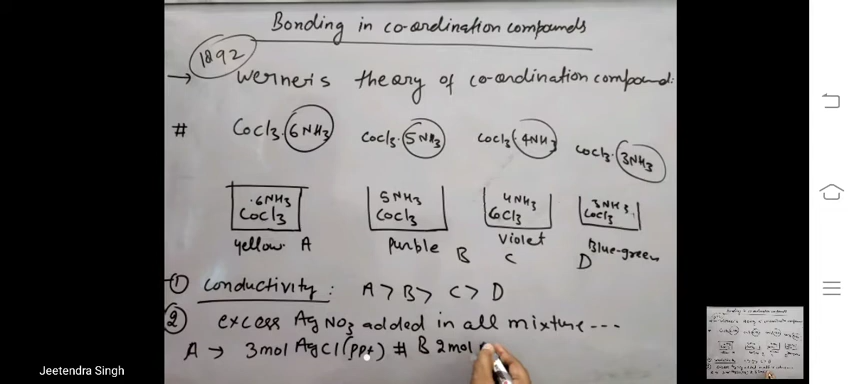 Bonding in co-ordination compounds
1892
→ Werner's theory of co-ordination compound:
# CoCl3.6NH3 CoCl3.5NH3 CoCl3.4NH3 CoCl3.3NH3
.6NH3 5NH3 4NH3 3NH3
CoCl3 CoCl3 CoCl3 CoCl3
Yellow A Purble B Violet C Blue-green D
① conductivity: A > B > C > D
② excess AgNO3 added in all mixture ---
A → 3mol AgCl (ppt) # B 2mol
Jeetendra Singh